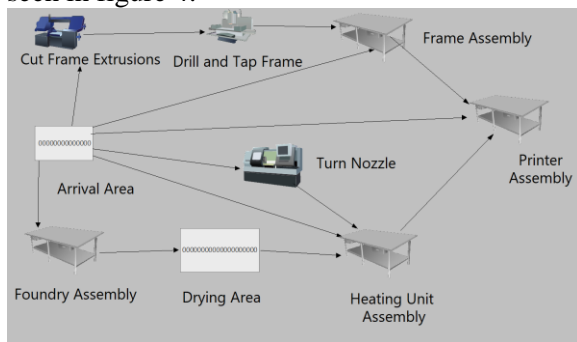 seen in figure 4.
Cut Frame Extrusions
Drill and Tap Frame
Frame Assembly
Arrival Area
Turn Nozzle
Printer
Assembly
Foundry Assembly
Drying Area
Heating Unit
Assembly